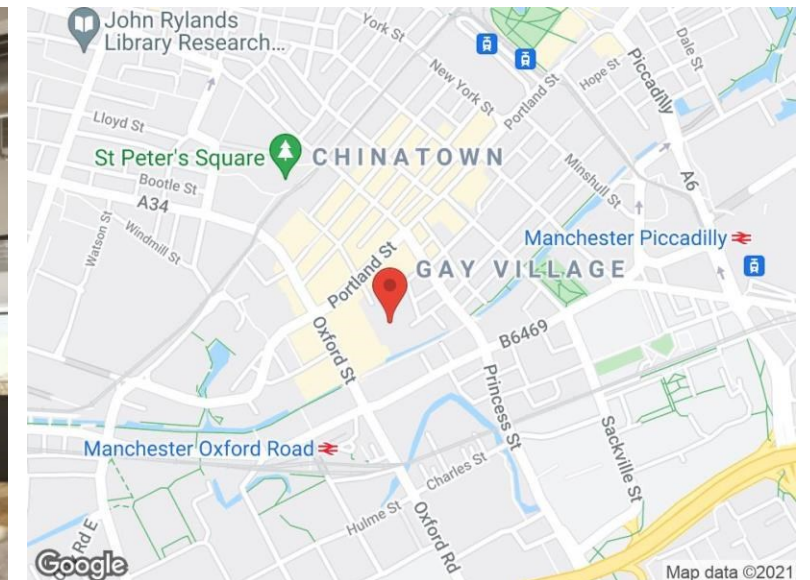 John Rylands
Library Research...
York St
New York St
Portland St
Hope St
Dale St
Piccadilly
Lloyd St
St Peter's Square
CHINATOWN
Minshull St
A6
Bootle St
A34
Watson St
Windmill St
Manchester Piccadilly
Portland St
GAY VILLAGE
Oxford St
B6469
Princess St
Sackville St
Manchester Oxford Road
Charles St
Hulme St
Oxford Rd
Rd E
Google
Map data ©2021